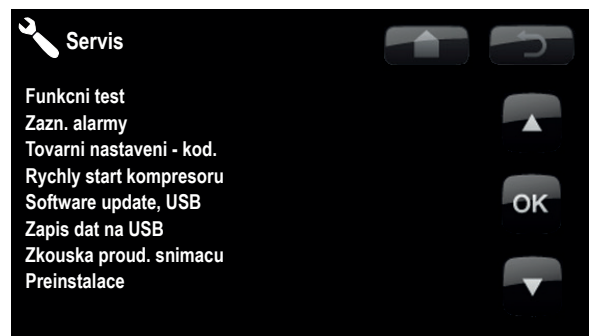 Servis
Funkcni test
Zazn. alarmy
Tovarni nastaveni - kod.
Rychly start kompresoru
Software update, USB
OK
Zapis dat na USB
Zkouska proud. snimacu
Preinstalace